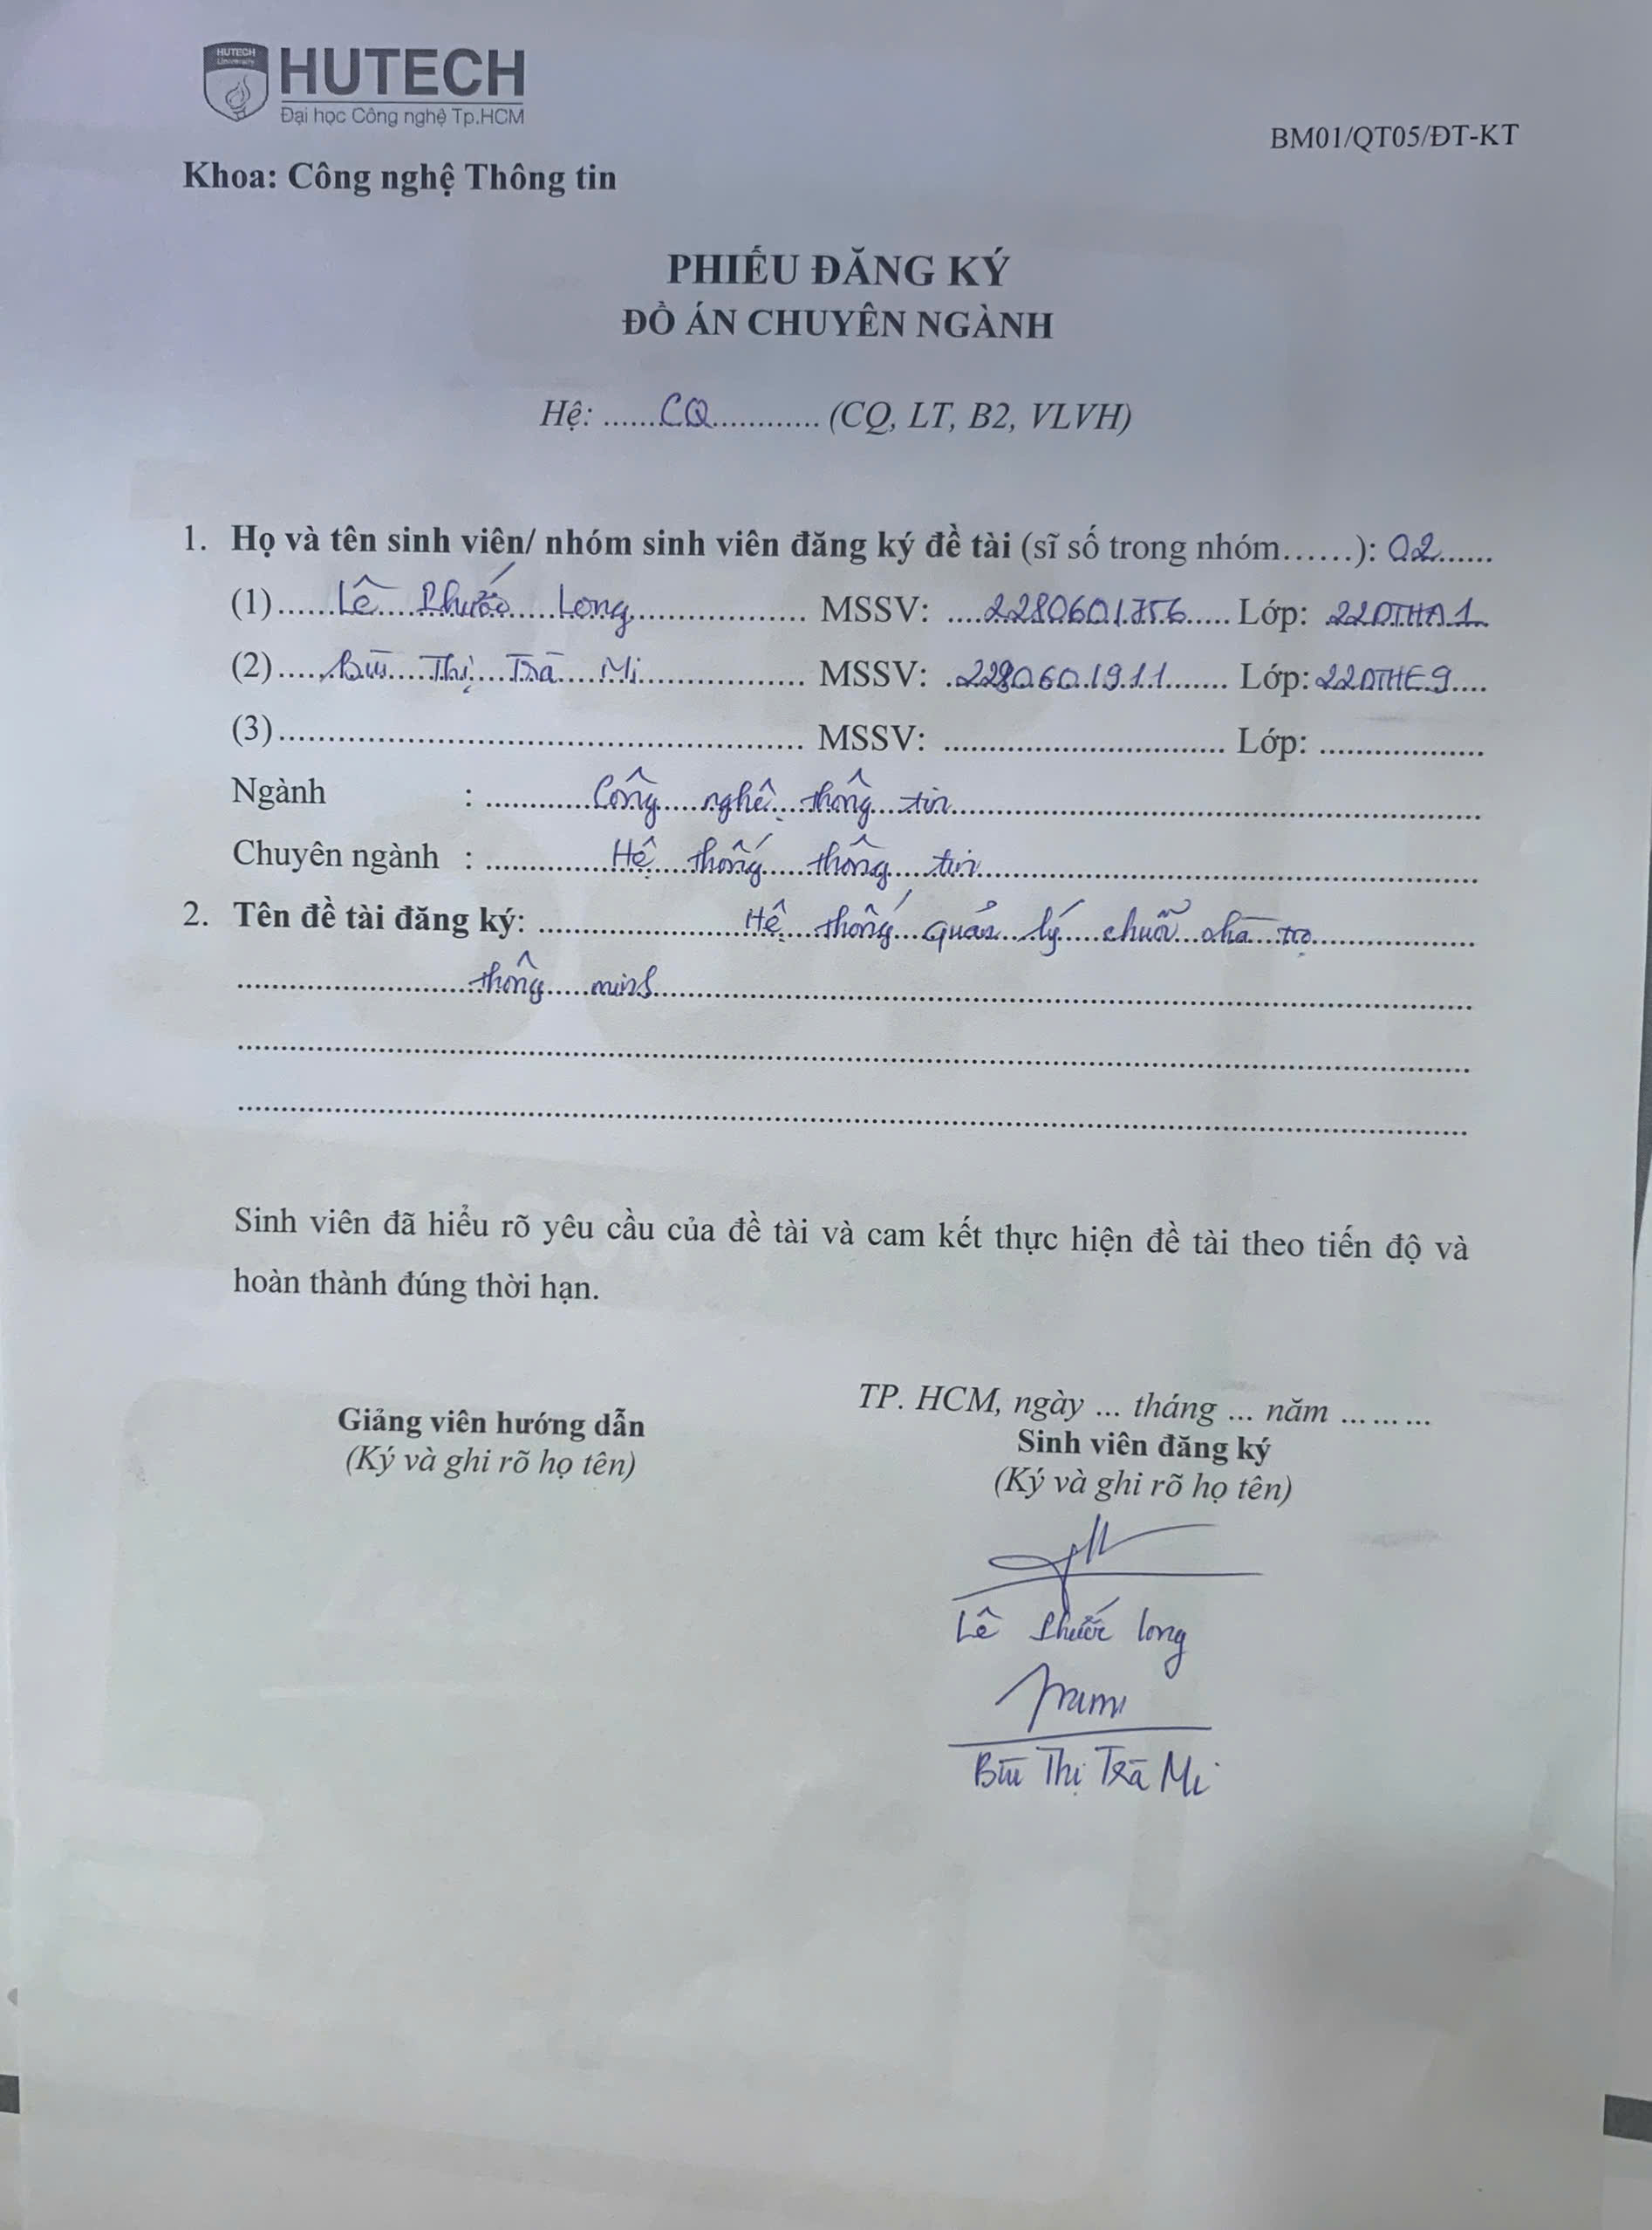 HUTECH
University
HUTECH
Đại học Công nghệ Tp.HCM
BM01/QT05/ĐT-KT
Khoa: Công nghệ Thông tin
PHIẾU ĐĂNG KÝ
ĐỒ ÁN CHUYÊN NGÀNH
Hệ: ......CQ............ (CQ, LT, B2, VLVH)
1. Họ và tên sinh viên/ nhóm sinh viên đăng ký đề tài (sĩ số trong nhóm……): 02......
(1)......Lê Phước Long.................. MSSV: ....2280601756..... Lớp: 22DTHA1
(2)......Bùi Thị Trà Mi.................. MSSV: .2280601911....... Lớp: 22DTHE9....
(3)...................................................... MSSV: ................................ Lớp: ...................
Ngành : ............Công nghệ thông tin............................................................
Chuyên ngành : ..............Hệ thống thông tin.........................................................
2. Tên đề tài đăng ký: .......................Hệ thống quản lý chuỗi nhà trọ...................
..........................thông minh..............................................................................................
............................................................................................................................................
............................................................................................................................................
Sinh viên đã hiểu rõ yêu cầu của đề tài và cam kết thực hiện đề tài theo tiến độ và
hoàn thành đúng thời hạn.
TP. HCM, ngày ... tháng ... năm ... ... ...
Giảng viên hướng dẫn
Sinh viên đăng ký
(Ký và ghi rõ họ tên)
(Ký và ghi rõ họ tên)
Lê Phước Long
Bùi Thị Trà Mi